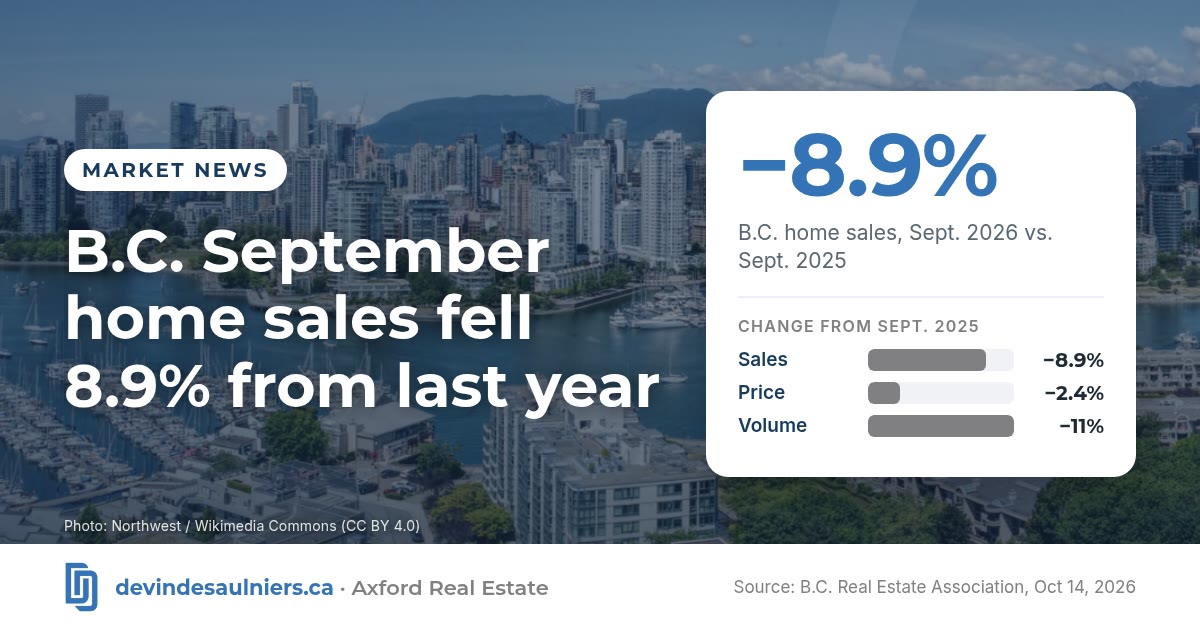 MARKET NEWS
B.C. September
home sales fell
8.9% from last year
Photo: Northwest / Wikimedia Commons (CC BY 4.0)
−8.9%
B.C. home sales, Sept. 2026 vs.
Sept. 2025
CHANGE FROM SEPT. 2025
Sales −8.9%
Price −2.4%
Volume −11%
devindesaulniers.ca · Axford Real Estate
Source: B.C. Real Estate Association, Oct 14, 2026